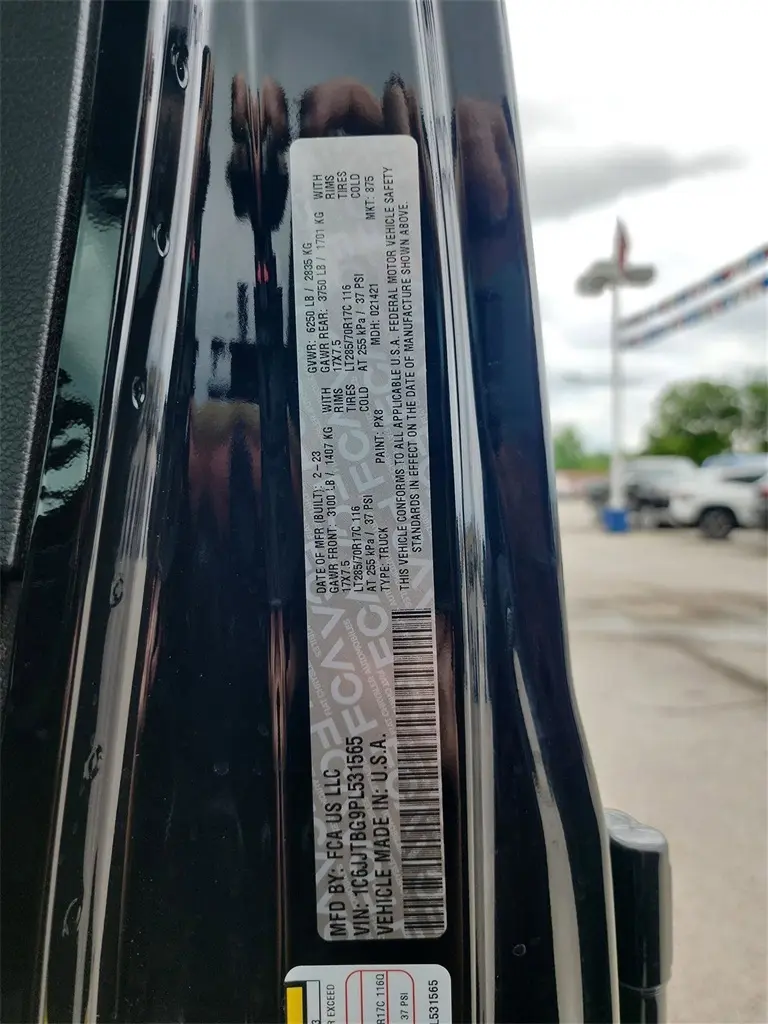 MFD BY: FCA US LLC
VIN: 1C6JJTBG9PL531565
VEHICLE MADE IN: U.S.A.
DATE OF MFR (BUILT): 2-23
GVWR: 6250 LB / 2835 KG
GAWR FRONT: 3100 LB / 1407 KG WITH
GAWR REAR: 3750 LB / 1701 KG WITH
17X7.5 RIMS
17X7.5 RIMS
LT285/70R17C 116 TIRES
LT285/70R17C 116 TIRES
AT 255 kPa / 37 PSI COLD
AT 255 kPa / 37 PSI COLD
TYPE: TRUCK PAINT: PX8 MDH: 021421 MKT: 875
THIS VEHICLE CONFORMS TO ALL APPLICABLE U.S.A. FEDERAL MOTOR VEHICLE SAFETY
STANDARDS IN EFFECT ON THE DATE OF MANUFACTURE SHOWN ABOVE.
EXCEED
R17C 116Q
37 PSI
L531565